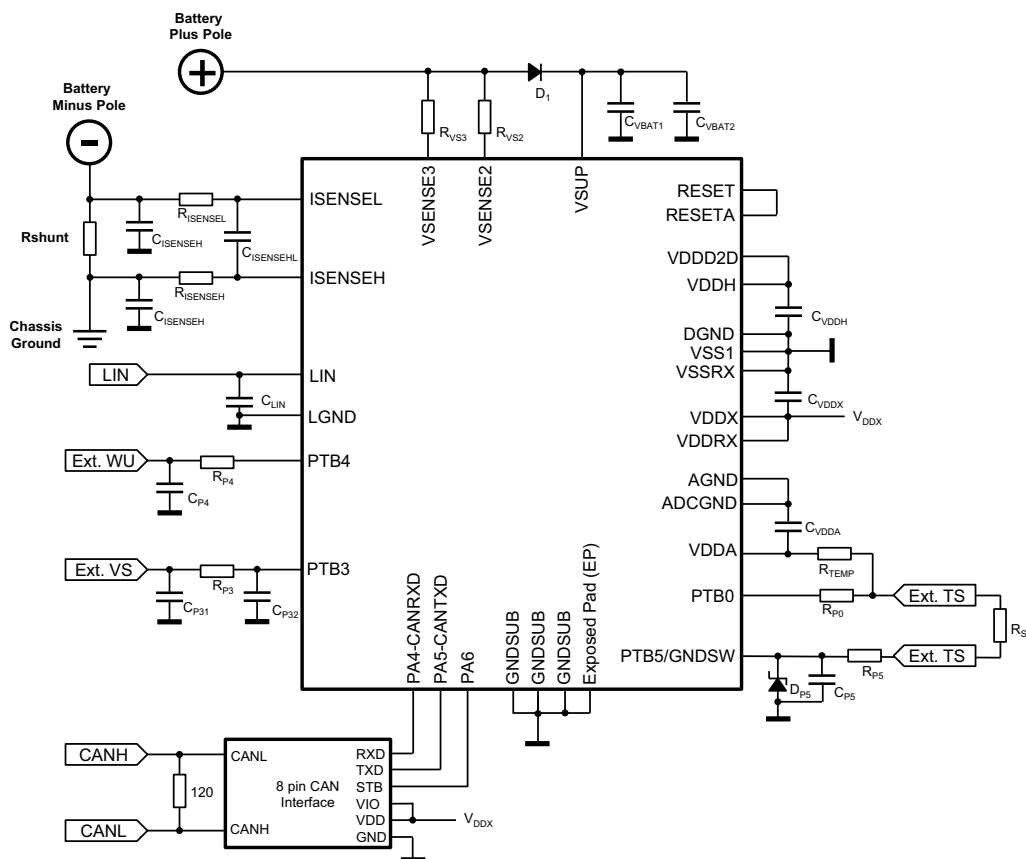 Battery
Plus Pole
Battery
Minus Pole
+
-
D1
RVS3
RVS2
CVBAT1
CVBAT2
VSENSE3
VSENSE2
VSUP
RISENSEL
CISENSEH
CISENSEHL
Rshunt
RISENSEH
CISENSEH
Chassis
Ground
ISENSEL
ISENSEH
RESET
RESETA
VDDD2D
VDDH
CVDDH
DGND
VSS1
VSSRX
CVDDX
VDDX
VDDX
VDDRX
LIN
LIN
CLIN
LGND
Ext. WU
RP4
CP4
PTB4
AGND
ADCGND
CVDDA
VDDA
RTEMP
Ext. VS
RP3
CP31
CP32
PTB3
PTB0
RP0
Ext. TS
RS
PTB5/GNDSW
RP5
Ext. TS
DP5
CP5
PA4-CANRXD
PA5-CANTXD
PA6
GNDSUB
GNDSUB
GNDSUB
Exposed Pad (EP)
CANH
120
CANL
CANL
CANH
8 pin CAN
Interface
RXD
TXD
STB
VIO
VDD
GND
VDDX